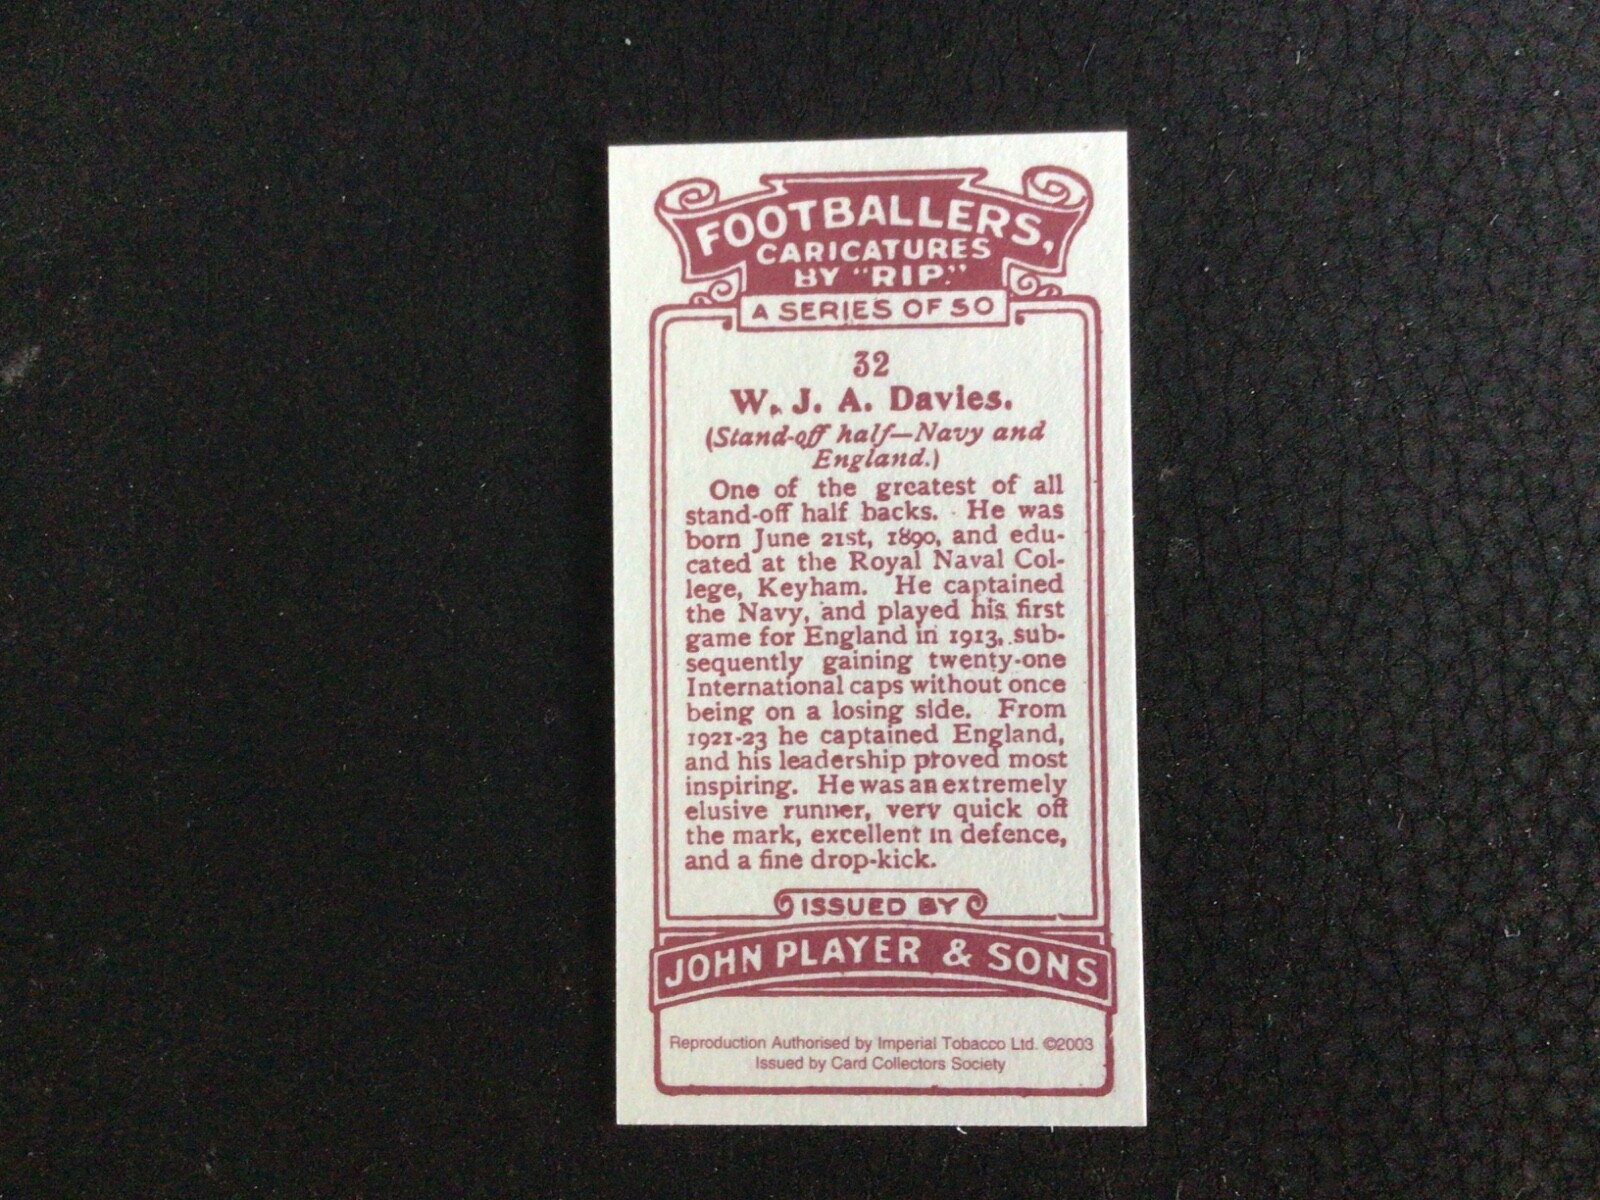 FOOTBALLERS,
CARICATURES
BY "RIP."
A SERIES OF 50
32
W. J. A. Davies.
(Stand-off half—Navy and
England.)
One of the greatest of all
stand-off half backs. He was
born June 21st, 1890, and edu-
cated at the Royal Naval Col-
lege, Keyham. He captained
the Navy, and played his first
game for England in 1913, sub-
sequently gaining twenty-one
International caps without once
being on a losing side. From
1921-23 he captained England,
and his leadership proved most
inspiring. He was an extremely
elusive runner, very quick off
the mark, excellent in defence,
and a fine drop-kick.
ISSUED BY
JOHN PLAYER & SONS
Reproduction Authorised by Imperial Tobacco Ltd. ©2003
Issued by Card Collectors Society